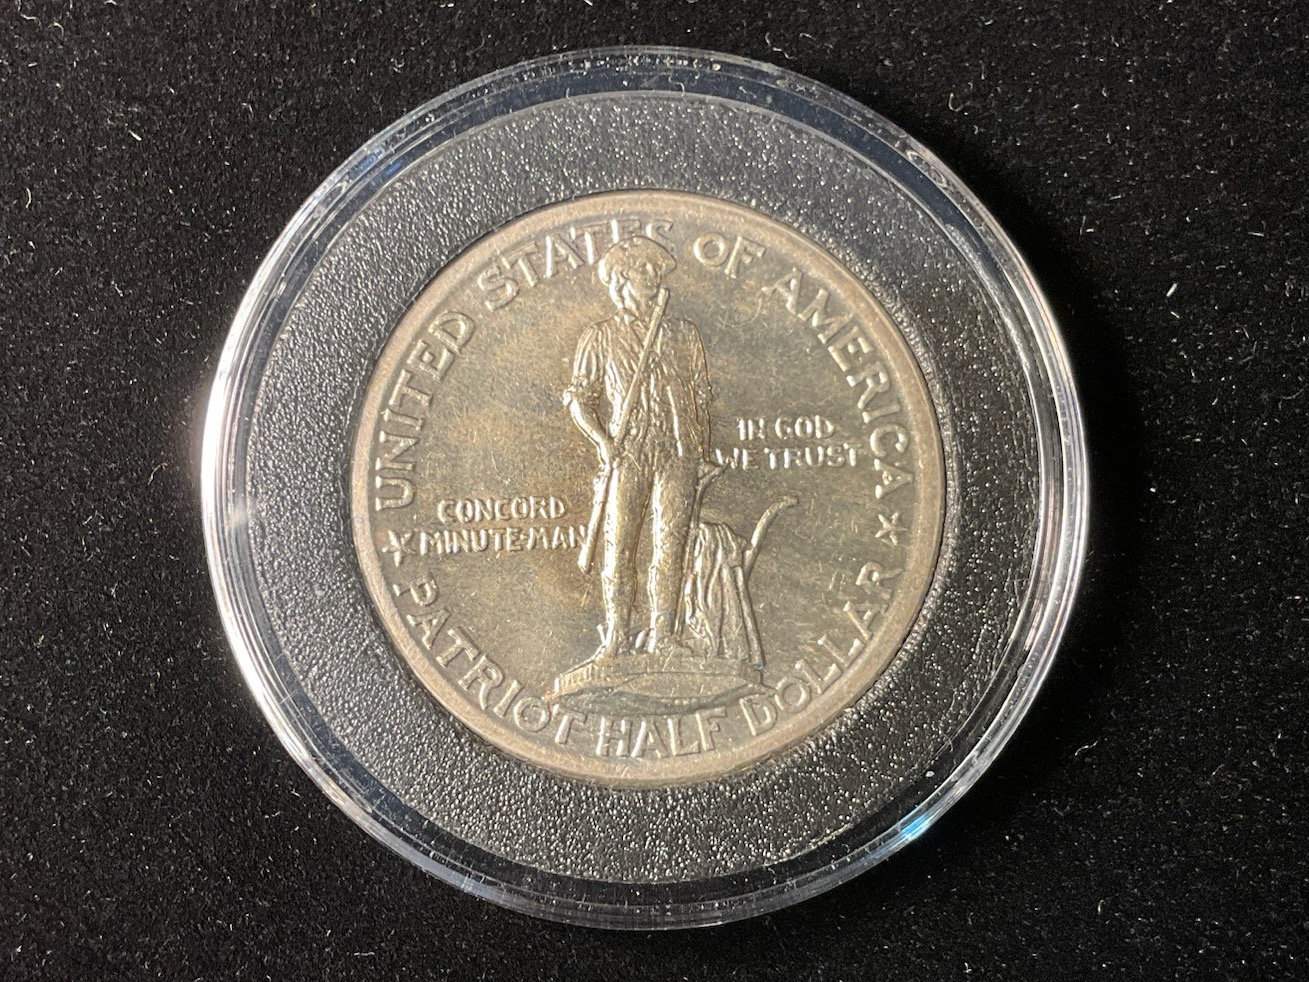 UNITED STATES OF AMERICA
IN GOD
WE TRUST
CONCORD
MINUTE-MAN
PATRIOT HALF DOLLAR